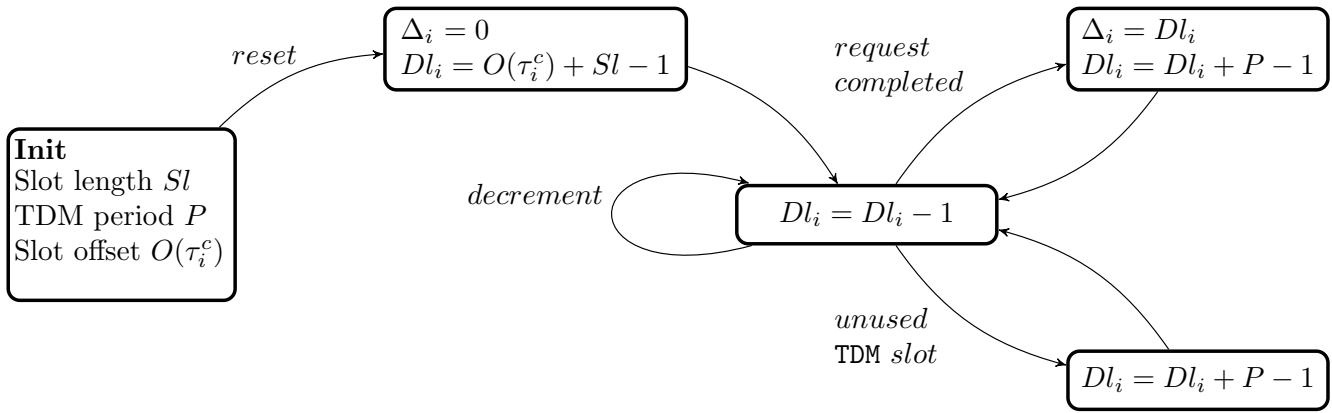 Init
Slot length Sl
TDM period P
Slot offset O(τ_i^c)
reset
Δ_i = 0
Dl_i = O(τ_i^c) + Sl − 1
decrement
Dl_i = Dl_i − 1
request
completed
Δ_i = Dl_i
Dl_i = Dl_i + P − 1
unused
TDM slot
Dl_i = Dl_i + P − 1